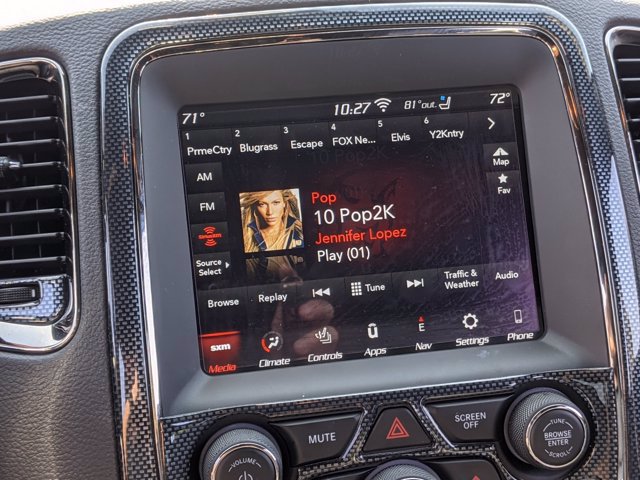 71° 10:27 81°out. 72°
1 PrmeCtry 2 Blugrass 3 Escape 4 FOX Ne... 5 Elvis 6 Y2Kntry
AM
FM
SiriusXM
Source Select
Map
Fav
Pop
10 Pop2K
Jennifer Lopez
Play (01)
Browse Replay Tune Traffic & Weather Audio
sxm
Media Climate Controls Apps E Nav Settings Phone
MUTE
SCREEN OFF
VOLUME
TUNE
BROWSE
ENTER
SCROLL